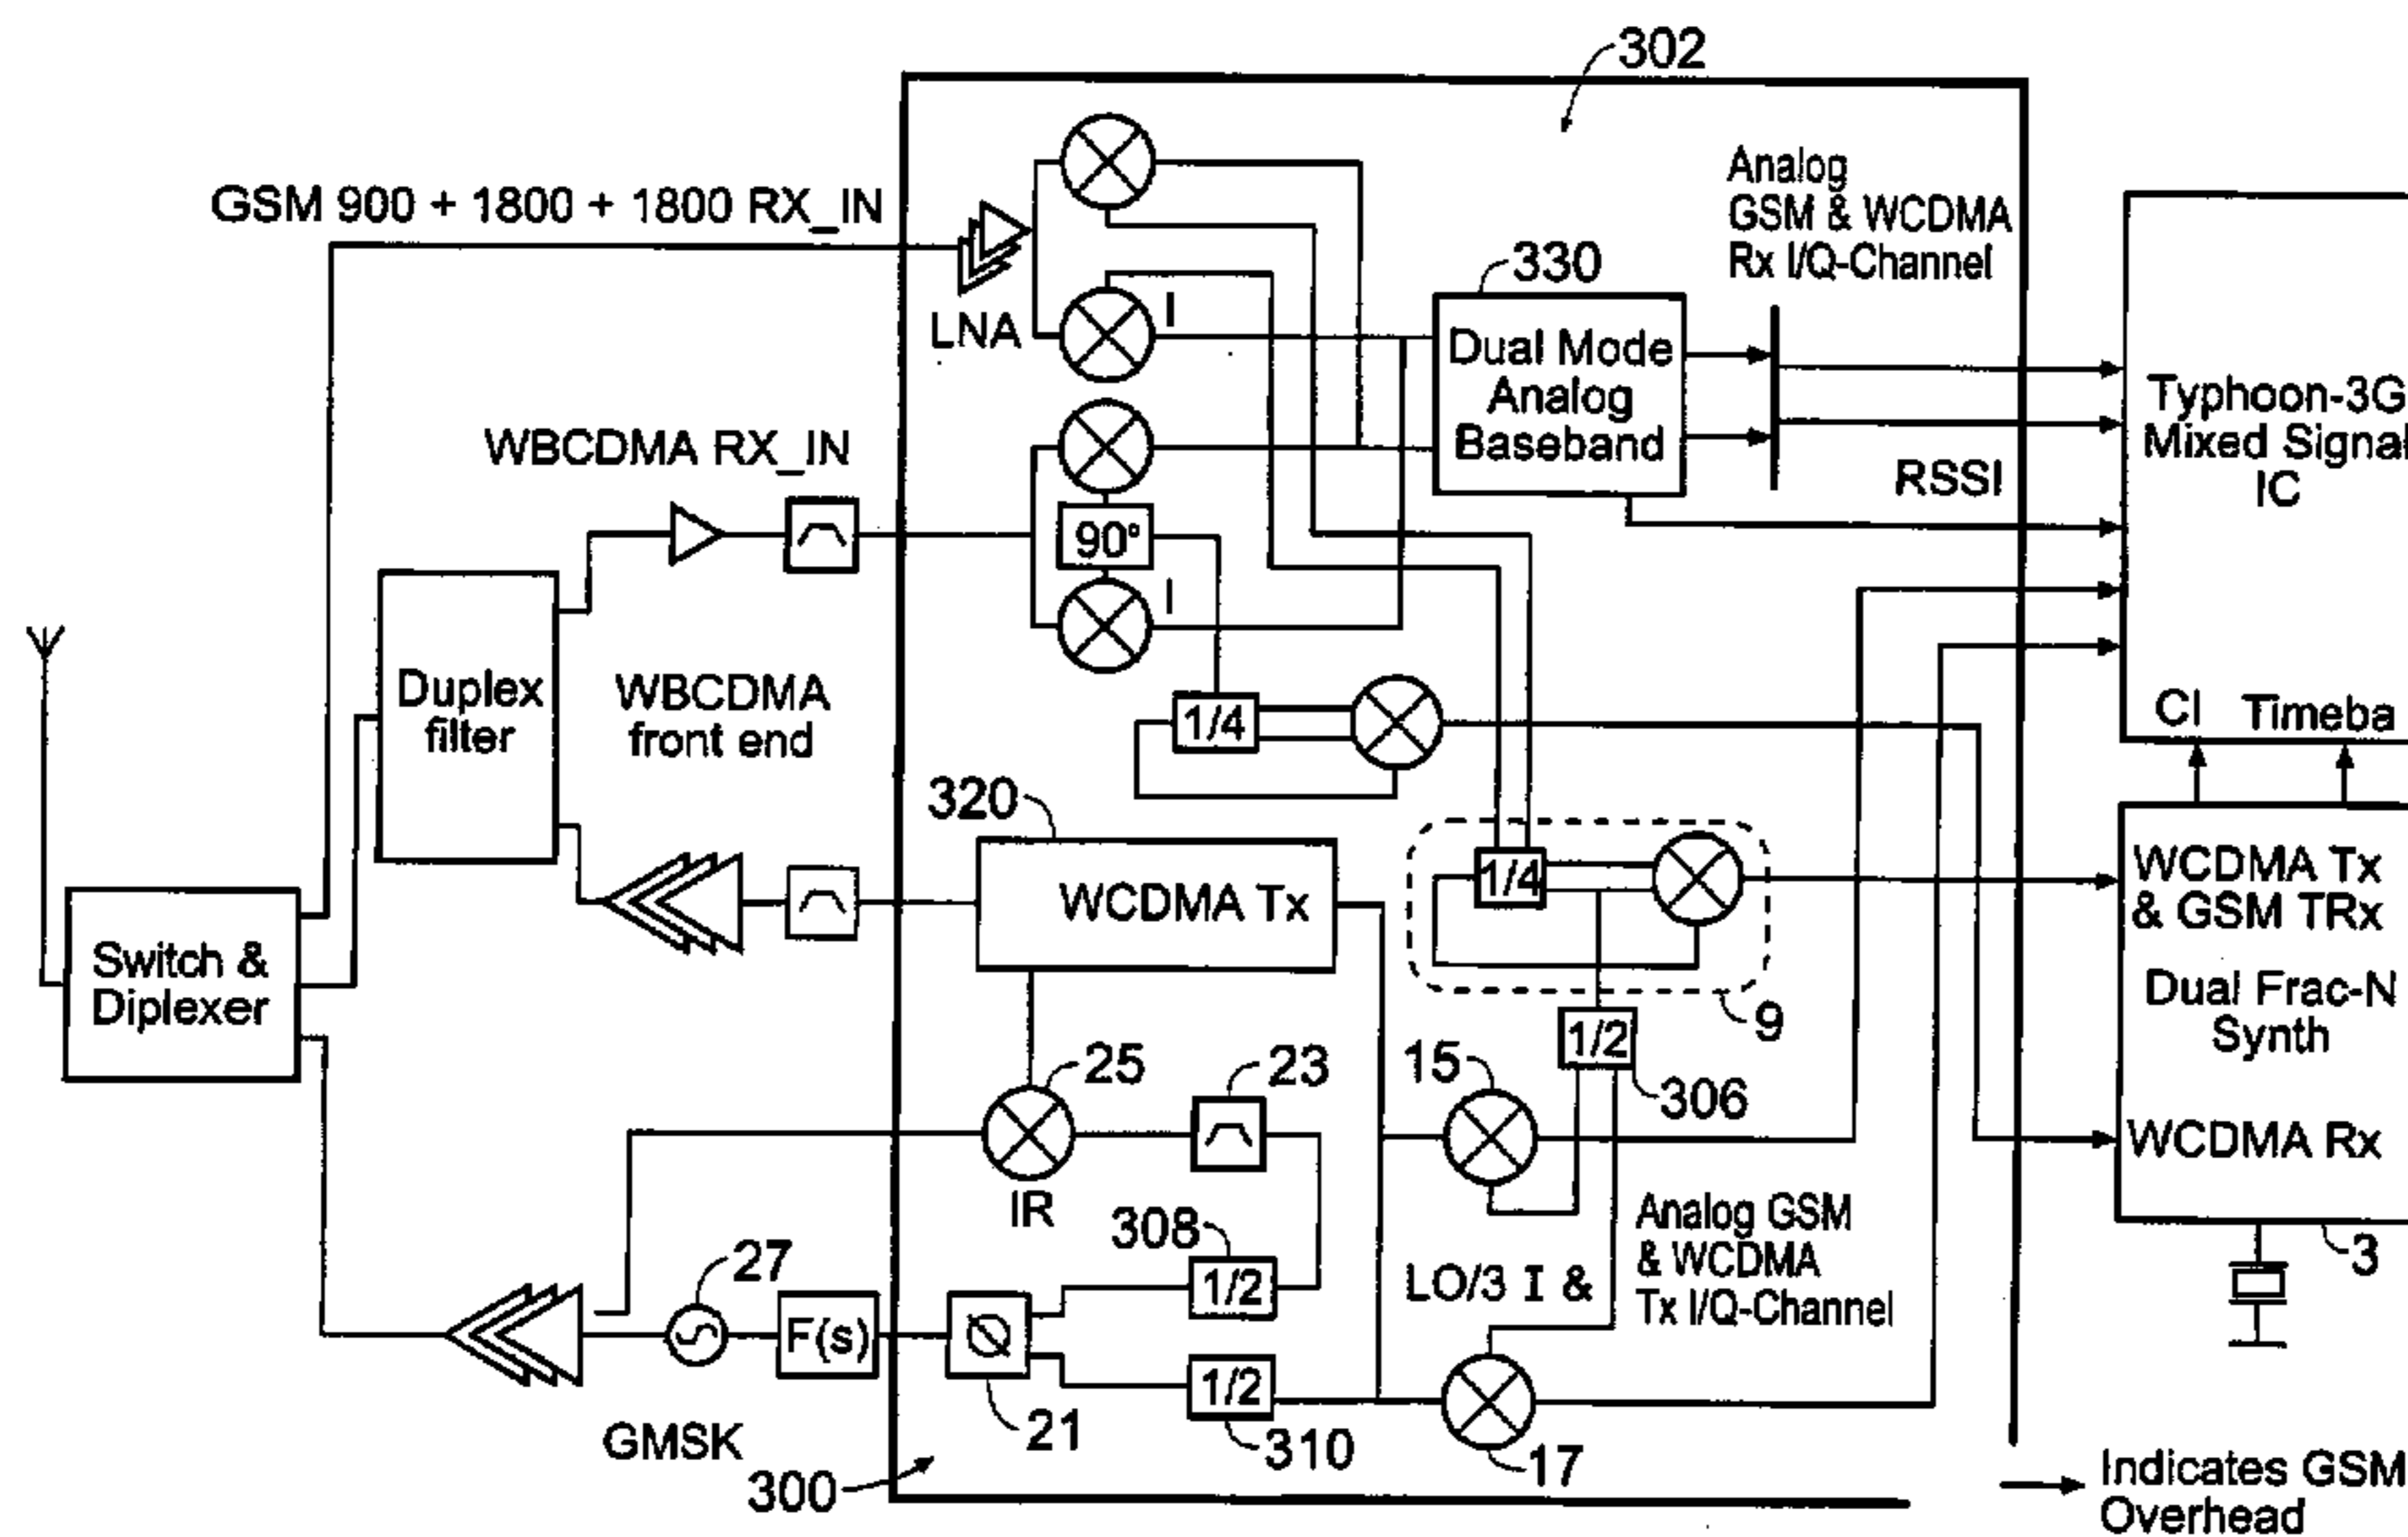 302
GSM 900 + 1800 + 1800 RX_IN
LNA
I
Analog
GSM & WCDMA
Rx I/Q-Channel
330
Dual Mode
Analog
Baseband
Typhoon-3G
Mixed Signal
IC
RSSI
WBCDMA RX_IN
90°
I
Duplex
filter
WBCDMA
front end
1/4
CI
Timeba
320
WCDMA Tx
1/4
9
WCDMA Tx
& GSM TRx
Dual Frac-N
Synth
WCDMA Rx
3
Switch &
Diplexer
1/2
306
25
23
15
IR
308
1/2
LO/3 I &
Analog GSM
& WCDMA
Tx I/Q-Channel
27
F(s)
21
1/2
310
17
GMSK
300
Indicates GSM
Overhead